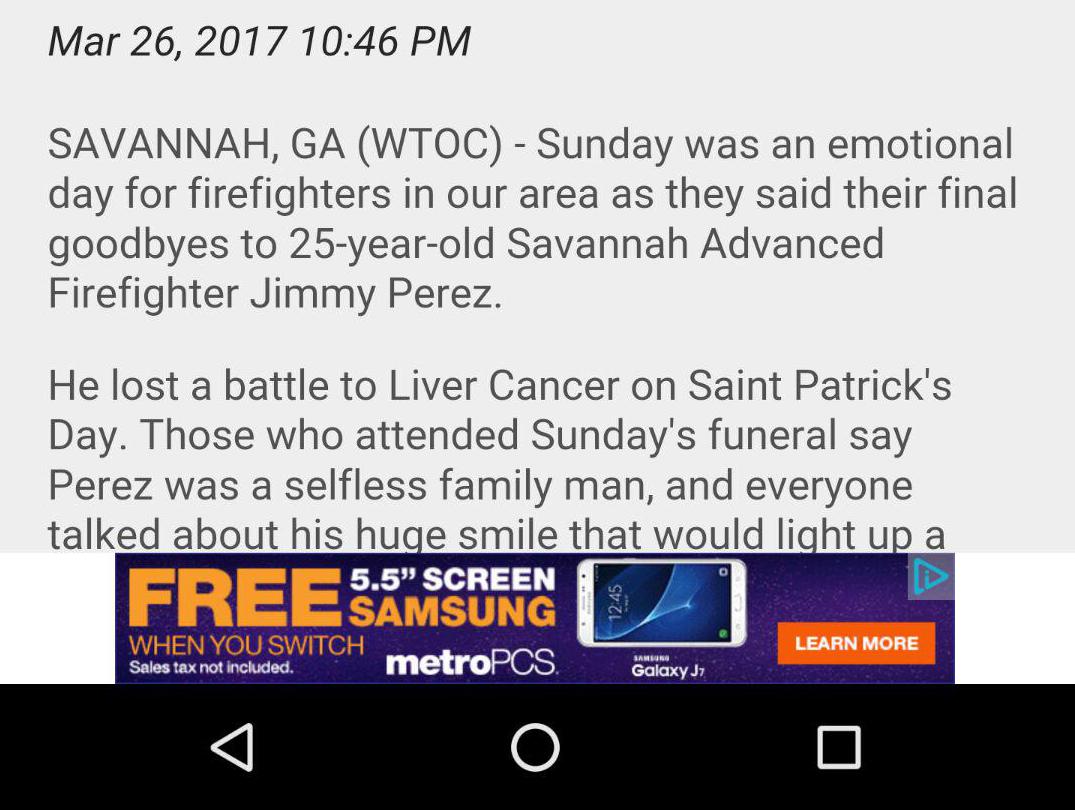 Mar 26, 2017 10:46 PM
SAVANNAH, GA (WTOC) - Sunday was an emotional
day for firefighters in our area as they said their final
goodbyes to 25-year-old Savannah Advanced
Firefighter Jimmy Perez.
He lost a battle to Liver Cancer on Saint Patrick's
Day. Those who attended Sunday's funeral say
Perez was a selfless family man, and everyone
talked about his huge smile that would light up a
FREE 5.5” SCREEN
SAMSUNG
WHEN YOU SWITCH
Sales tax not included.
metroPCS.
12:45
SAMSUNG
Galaxy J7
LEARN MORE